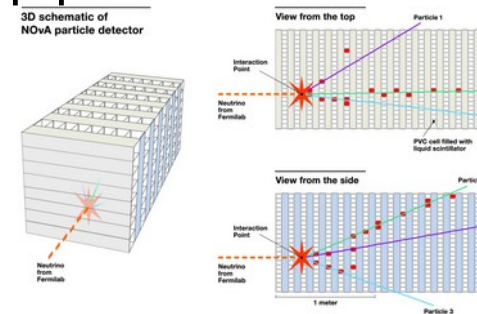 3D schematic of
NOvA particle detector
Neutrino
from
Fermilab
View from the top
Particle 1
Interaction
Point
Neutrino
from
Fermilab
PVC cell filled with
liquid scintillator
View from the side
Particle
Interaction
Point
Neutrino
from
Fermilab
1 meter
Particle 3